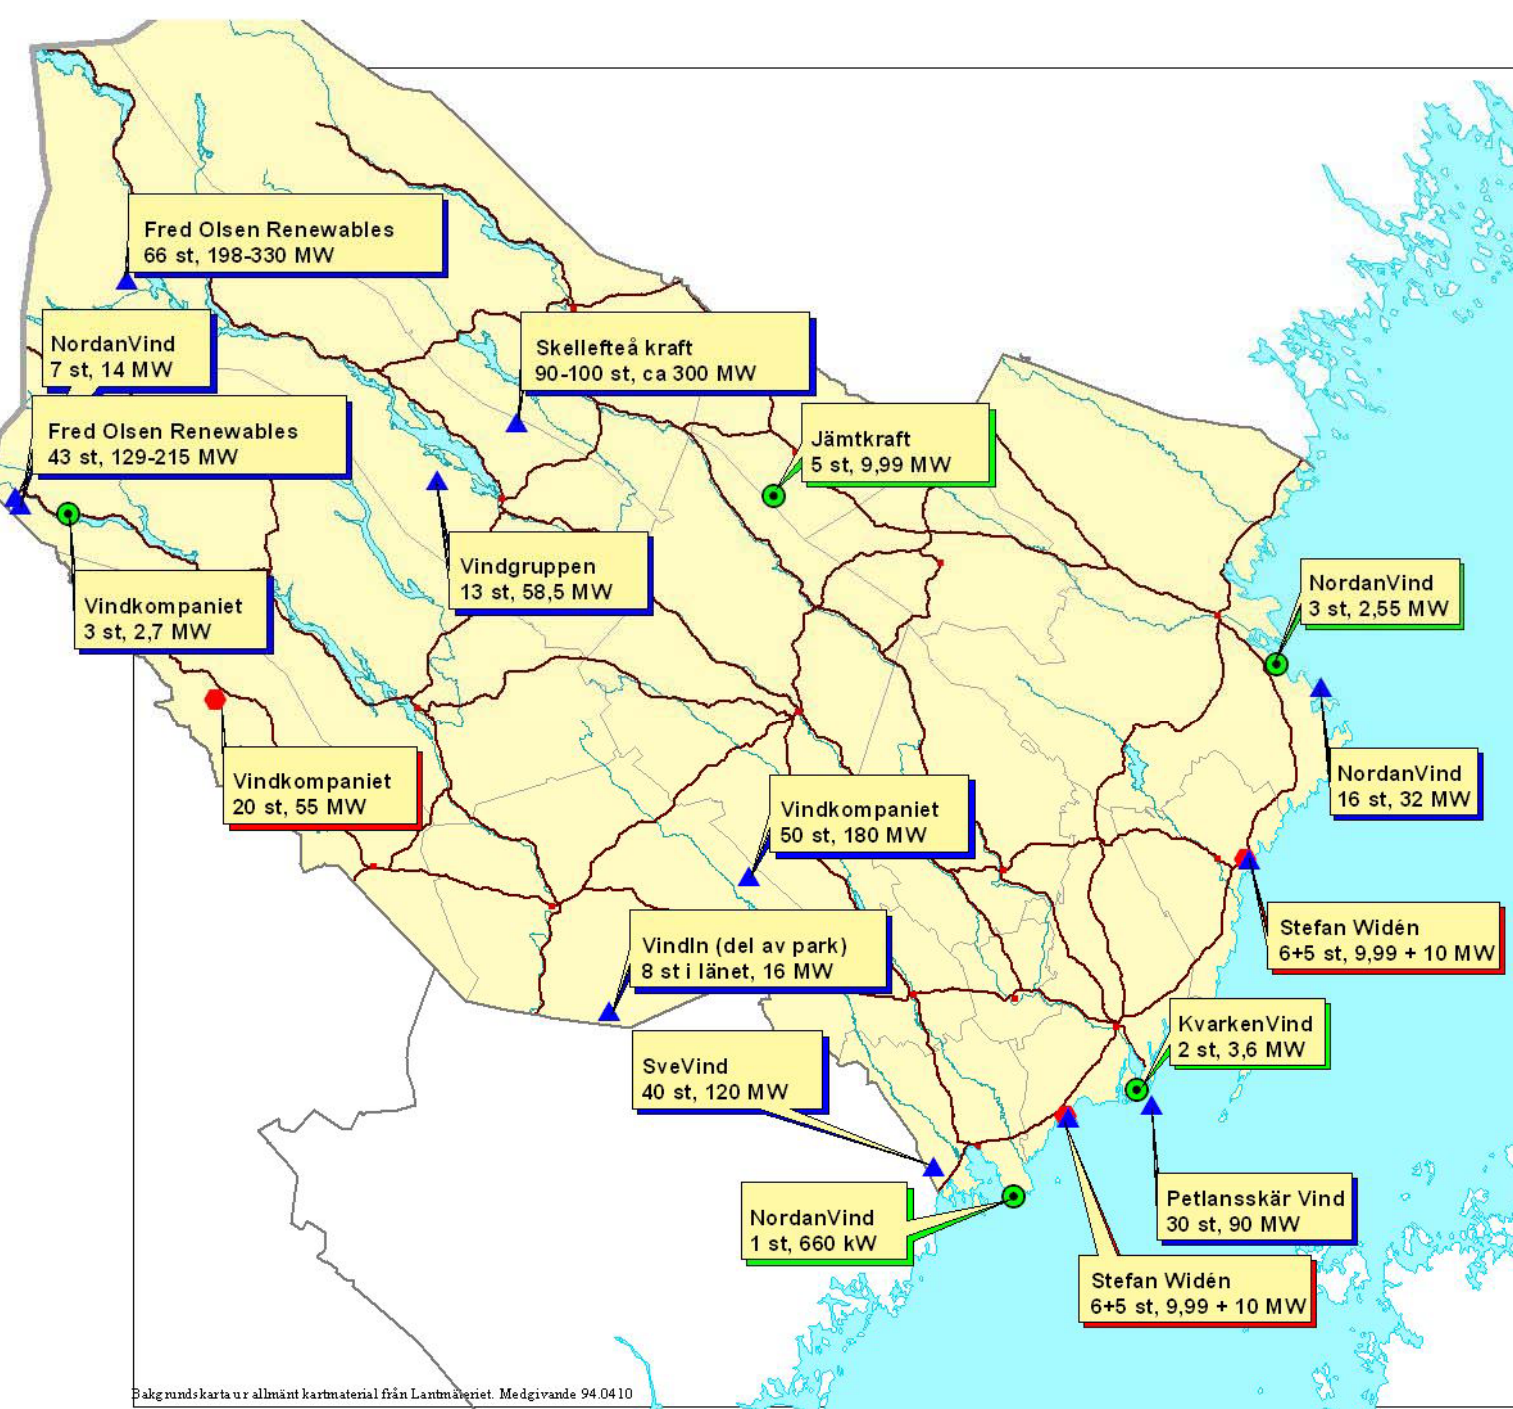 Fred Olsen Renewables
66 st, 198-330 MW
NordanVind
7 st, 14 MW
Skellefteå kraft
90-100 st, ca 300 MW
Fred Olsen Renewables
43 st, 129-215 MW
Jämtkraft
5 st, 9,99 MW
Vindgruppen
13 st, 58,5 MW
NordanVind
3 st, 2,55 MW
Vindkompaniet
3 st, 2,7 MW
Vindkompaniet
20 st, 55 MW
NordanVind
16 st, 32 MW
Vindkompaniet
50 st, 180 MW
Stefan Widén
6+5 st, 9,99 + 10 MW
VindIn (del av park)
8 st i länet, 16 MW
KvarkenVind
2 st, 3,6 MW
SveVind
40 st, 120 MW
Petlansskär Vind
30 st, 90 MW
NordanVind
1 st, 660 kW
Stefan Widén
6+5 st, 9,99 + 10 MW
Bakgrundskarta ur allmänt kartmaterial från Lantmäteriet. Medgivande 94.0410